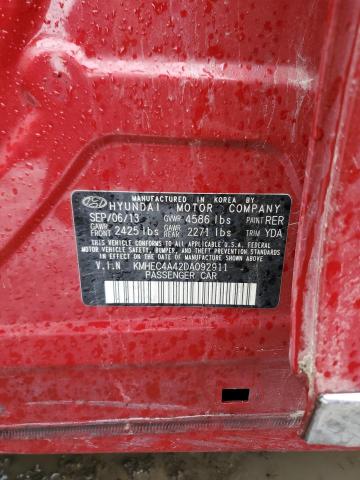 MANUFACTURED IN KOREA BY
HYUNDAI MOTOR COMPANY
SEP/06/13 GVWR 4586 lbs PAINT RER
GAWR FRONT 2425 lbs GAWR REAR 2271 lbs TRIM YDA
THIS VEHICLE CONFORMS TO ALL APPLICABLE U.S.A. FEDERAL
MOTOR VEHICLE SAFETY, BUMPER, AND THEFT PREVENTION
STANDARDS IN EFFECT ON THE DATE OF MANUFACTURE SHOWN ABOVE.
V.I.N KMHEC4A42DA092911
PASSENGER CAR